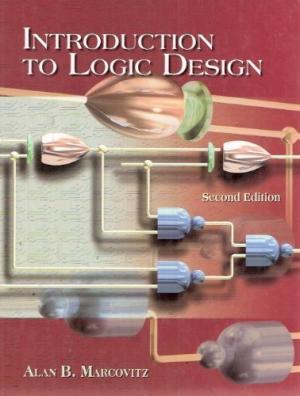 INTRODUCTION
TO LOGIC DESIGN
Second Edition
ALAN B. MARCOVITZ